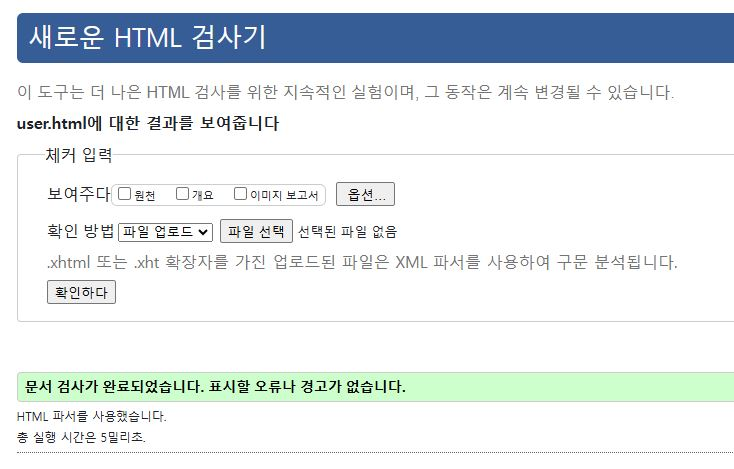 새로운 HTML 검사기
이 도구는 더 나은 HTML 검사를 위한 지속적인 실험이며, 그 동작은 계속 변경될 수 있습니다.
user.html에 대한 결과를 보여줍니다
체커 입력
보여주다 원천 개요 이미지 보고서 옵션...
확인 방법 파일 업로드 파일 선택 선택된 파일 없음
.xhtml 또는 .xht 확장자를 가진 업로드된 파일은 XML 파서를 사용하여 구문 분석됩니다.
확인하다
문서 검사가 완료되었습니다. 표시할 오류나 경고가 없습니다.
HTML 파서를 사용했습니다.
총 실행 시간은 5밀리초.